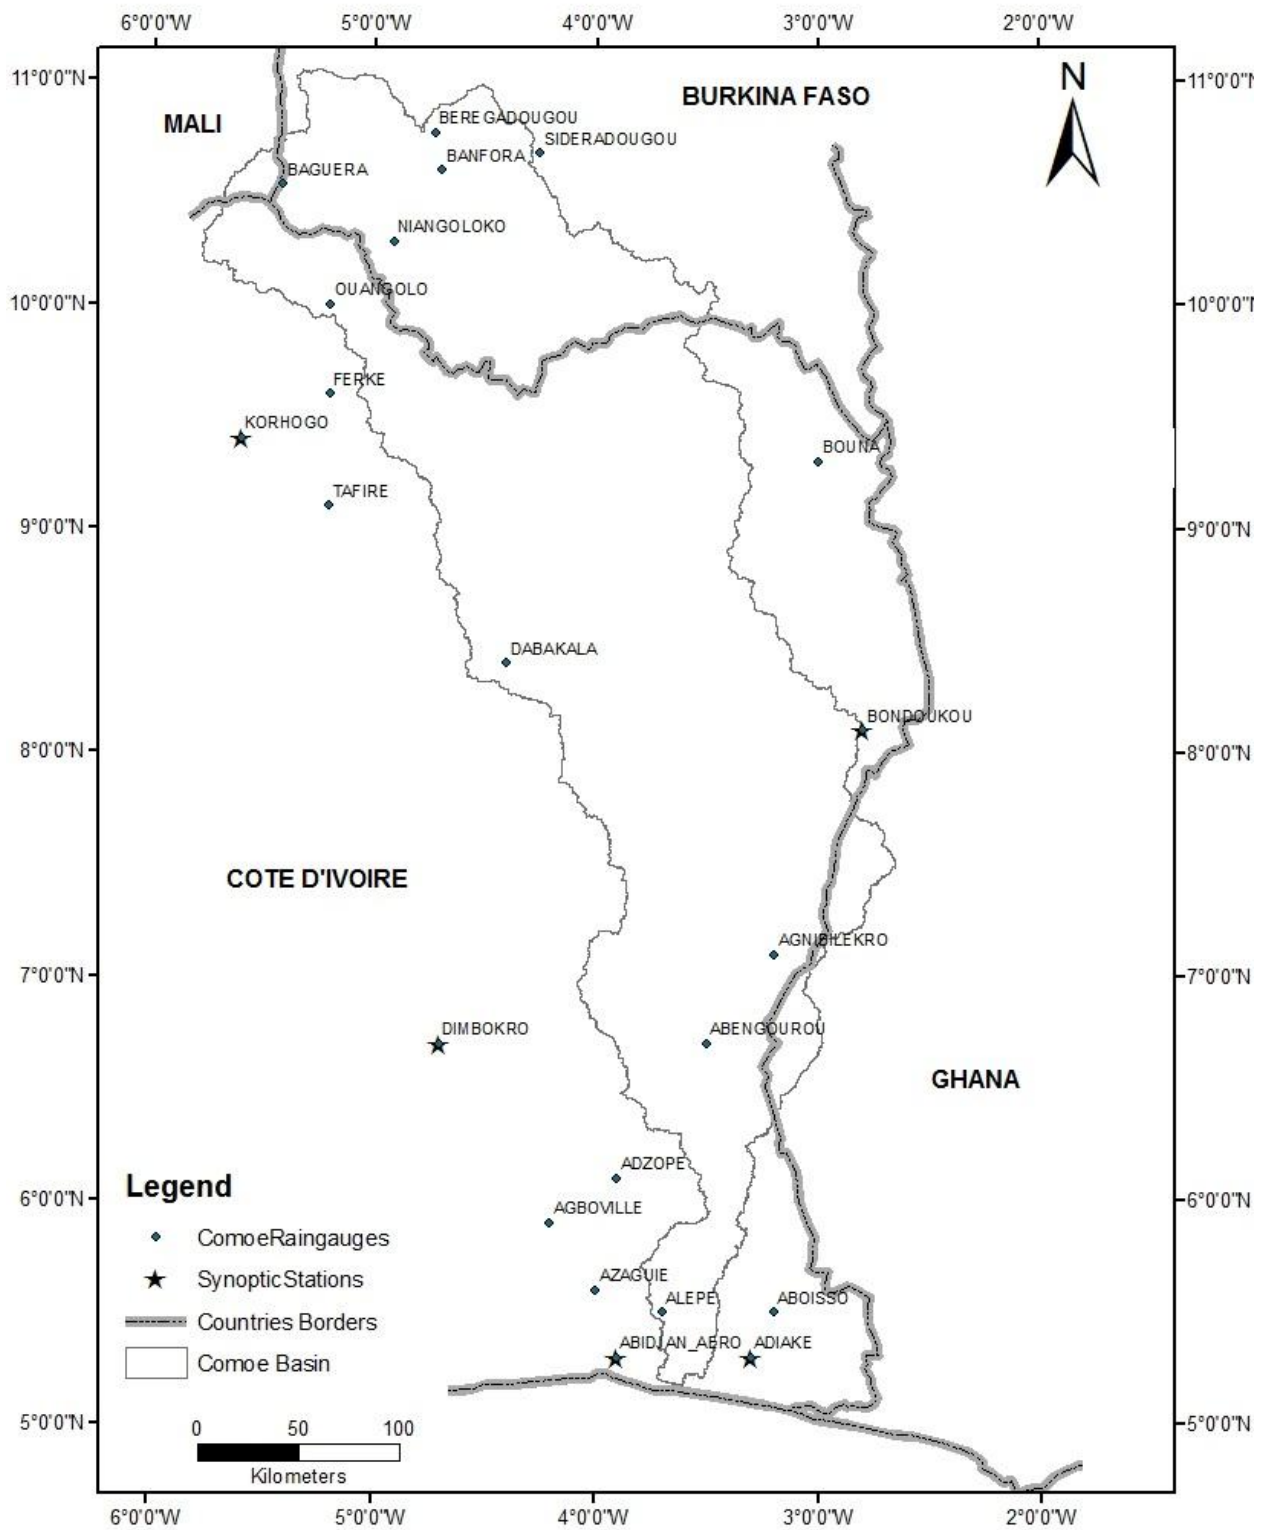 6°0'0"W 5°0'0"W 4°0'0"W 3°0'0"W 2°0'0"W
11°0'0"N
11°0'0"N
N
BURKINA FASO
MALI
BEREGADOUGOU
SIDERADOUGOU
BANFORA
BAGUERA
NIANGOLOKO
OUANGOLO
10°0'0"N
10°0'0"N
FERKE
KORHOGO
BOUNA
TAFIRE
9°0'0"N
9°0'0"N
DABAKALA
BONDOUKOU
8°0'0"N
8°0'0"N
COTE D'IVOIRE
AGNIBILEKRO
7°0'0"N
7°0'0"N
DIMBOKRO
ABENGOUROU
GHANA
ADZOPE
Legend
6°0'0"N
6°0'0"N
AGBOVILLE
ComoeRaingauges
AZAGUIE
SynopticStations
ALEPE
ABOISSO
Countries Borders
ABIDJAN_AERO
ADIAKE
Comoe Basin
5°0'0"N
5°0'0"N
0 50 100
Kilometers
6°0'0"W 5°0'0"W 4°0'0"W 3°0'0"W 2°0'0"W